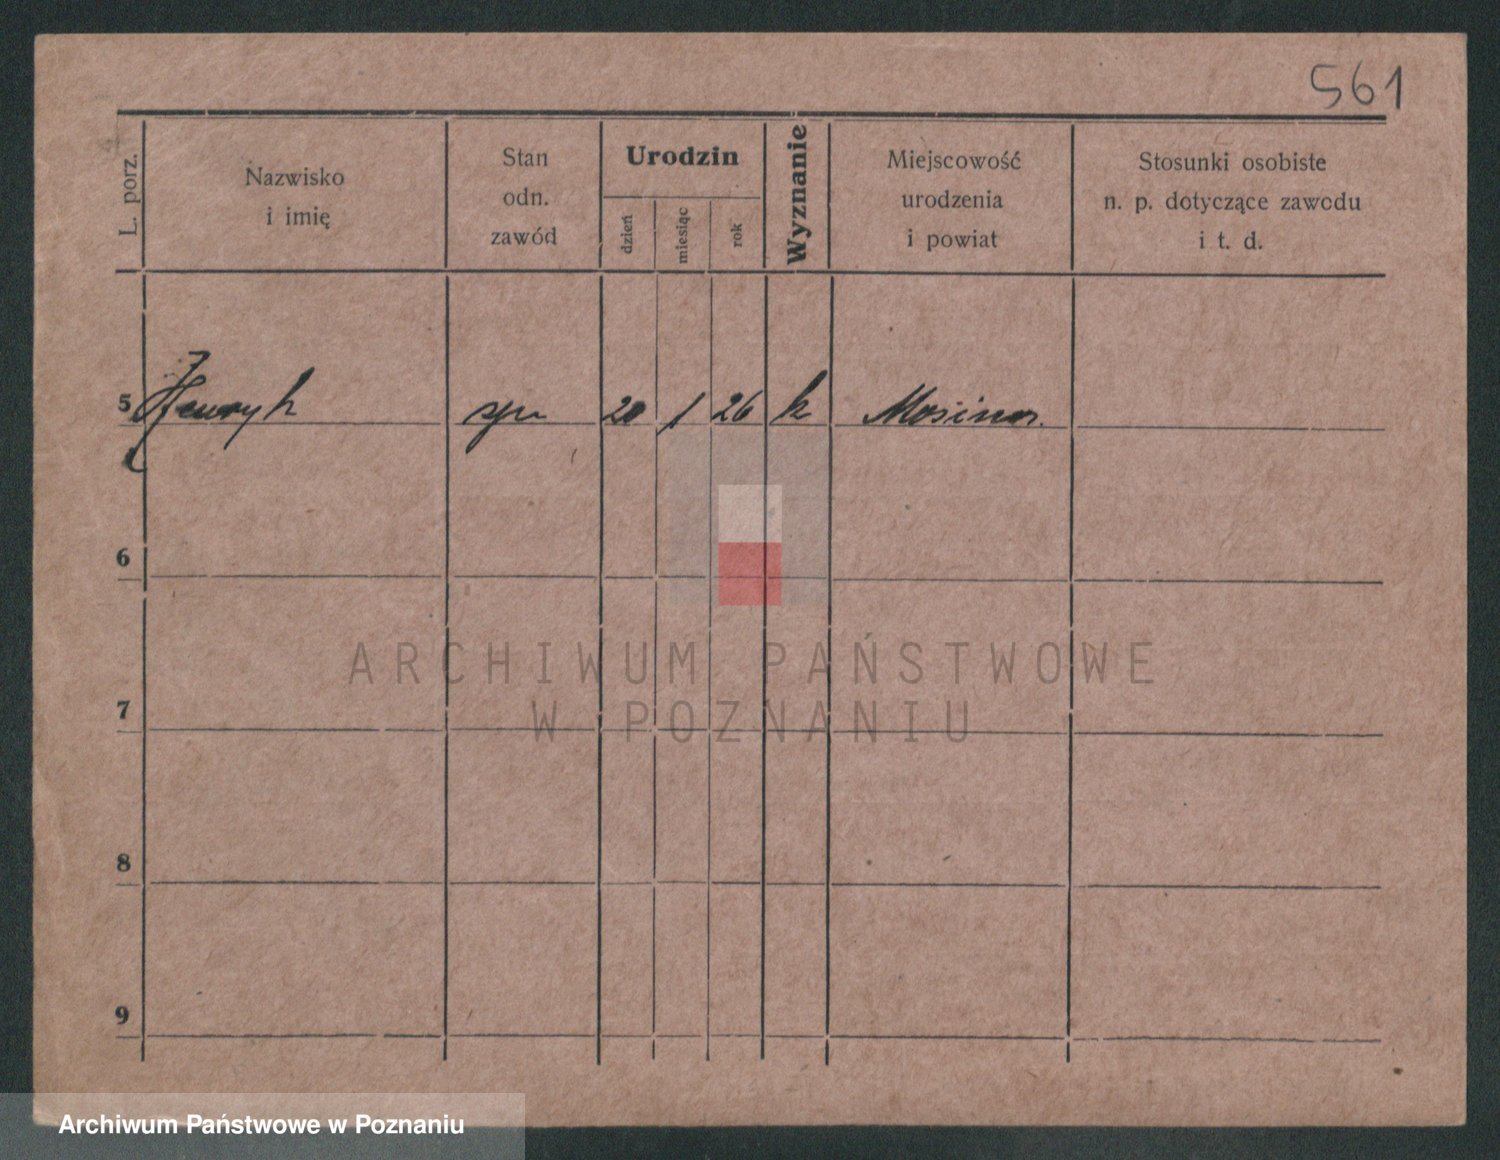 561
L. porz.
Nazwisko
i imię
Stan
odn.
zawód
Urodzin
dzień
miesiąc
rok
Wyznanie
Miejscowość
urodzenia
i powiat
Stosunki osobiste
n. p. dotyczące zawodu
i t. d.
5 Henryk syn 20 1 26 k Mosina.
6
7
8
9
ARCHIWUM PAŃSTWOWE
W POZNANIU
Archiwum Państwowe w Poznaniu